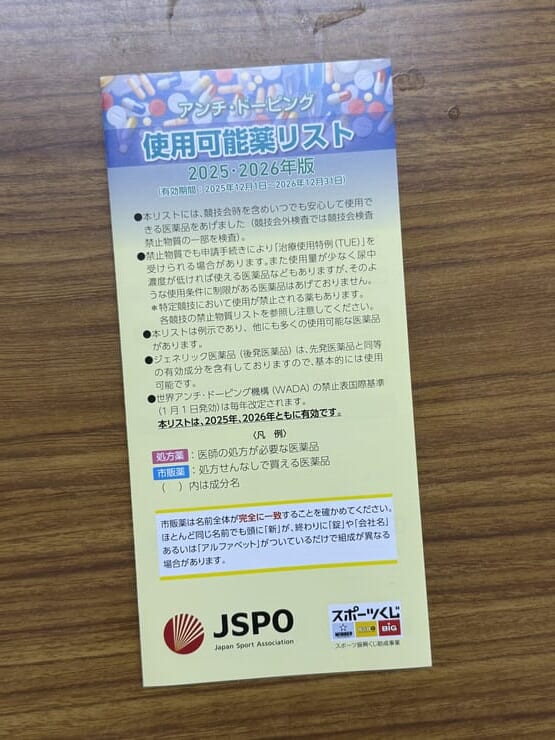 アンチ・ドーピング
使用可能薬リスト
2025・2026年版
(有効期間：2025年12月1日～2026年12月31日)
●本リストには、競技会時を含めいつでも安心して使用で
きる医薬品をあげました（競技会外検査では競技会検査
禁止物質の一部を検査）。
●禁止物質でも申請手続きにより「治療使用特例(TUE)」を
受けられる場合があります。また使用量が少なく尿中
濃度が低ければ使える医薬品などもありますが、そのよ
うな使用条件に制限がある医薬品はあげておりません。
＊特定競技において使用が禁止される薬もあります。
各競技の禁止物質リストを参照し注意してください。
●本リストは例示であり、他にも多くの使用可能な医薬品
があります。
●ジェネリック医薬品（後発医薬品）は、先発医薬品と同等
の有効成分を含有しておりますので、基本的には使用
可能です。
●世界アンチ・ドーピング機構（WADA）の禁止表国際基準
（1月1日発効）は毎年改定されます。
本リストは、2025年、2026年ともに有効です。
〈凡 例〉
処方薬：医師の処方が必要な医薬品
市販薬：処方せんなしで買える医薬品
（ ）内は成分名
市販薬は名前全体が完全に一致することを確かめてください。
ほとんど同じ名前でも頭に「新」が、終わりに「錠」や「会社名」
あるいは「アルファベット」がついているだけで組成が異なる
場合があります。
JSPO
Japan Sport Association
スポーツくじ
BIG
スポーツ振興くじ助成事業